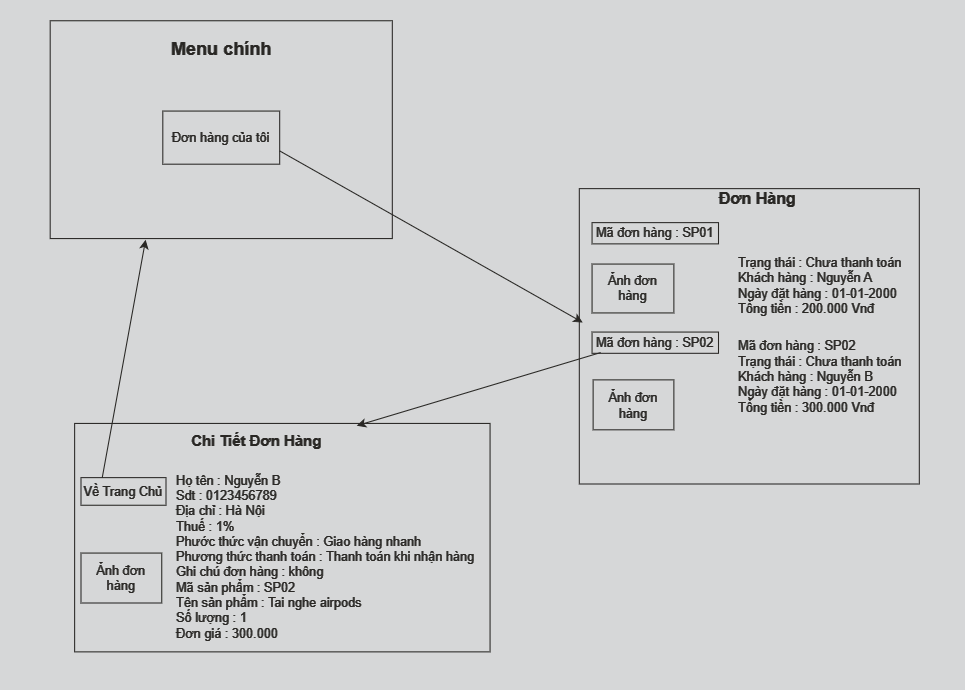 Menu chính
Đơn hàng của tôi
Đơn Hàng
Mã đơn hàng : SP01
Ảnh đơn
hàng
Trạng thái : Chưa thanh toán
Khách hàng : Nguyễn A
Ngày đặt hàng : 01-01-2000
Tổng tiền : 200.000 Vnđ
Mã đơn hàng : SP02
Ảnh đơn
hàng
Mã đơn hàng : SP02
Trạng thái : Chưa thanh toán
Khách hàng : Nguyễn B
Ngày đặt hàng : 01-01-2000
Tổng tiền : 300.000 Vnđ
Chi Tiết Đơn Hàng
Về Trang Chủ
Ảnh đơn
hàng
Họ tên : Nguyễn B
Sdt : 0123456789
Địa chỉ : Hà Nội
Thuế : 1%
Phước thức vận chuyển : Giao hàng nhanh
Phương thức thanh toán : Thanh toán khi nhận hàng
Ghi chú đơn hàng : không
Mã sản phẩm : SP02
Tên sản phẩm : Tai nghe airpods
Số lượng : 1
Đơn giá : 300.000